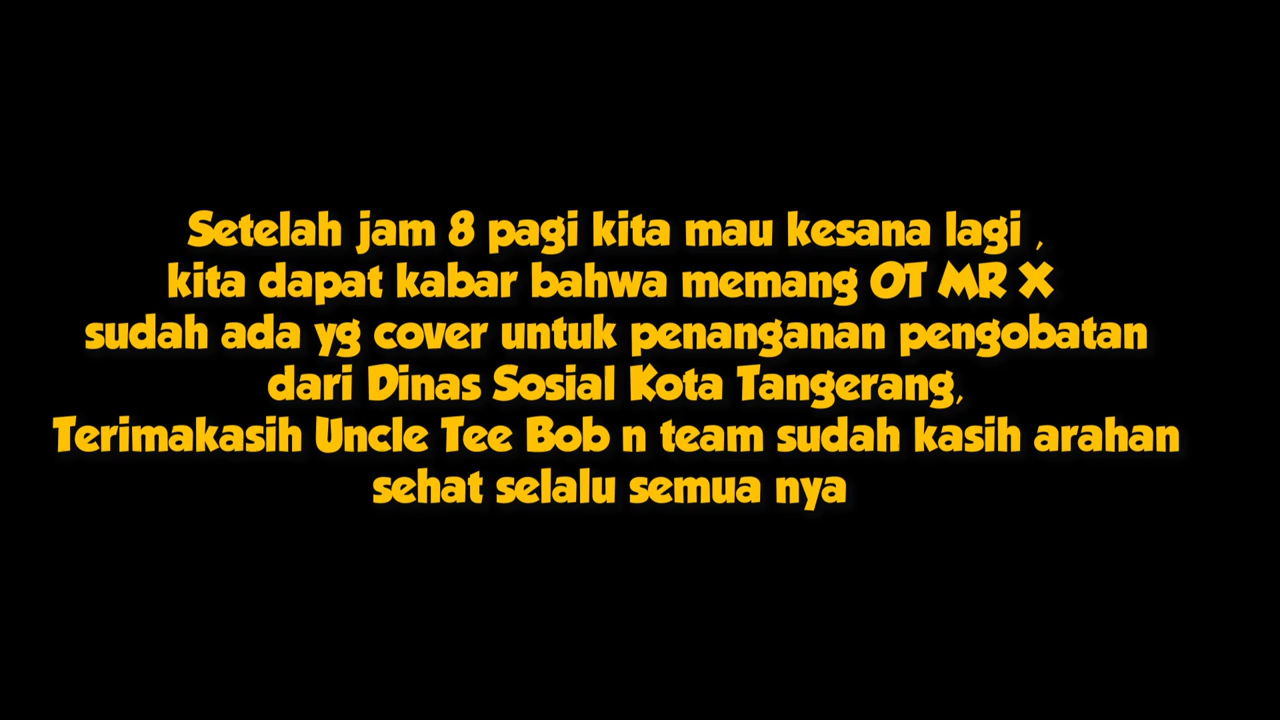 Setelah jam 8 pagi kita mau kesana lagi ,
kita dapat kabar bahwa memang OT MR X
sudah ada yg cover untuk penanganan pengobatan
dari Dinas Sosial Kota Tangerang,
Terimakasih Uncle Tee Bob n team sudah kasih arahan
sehat selalu semua nya